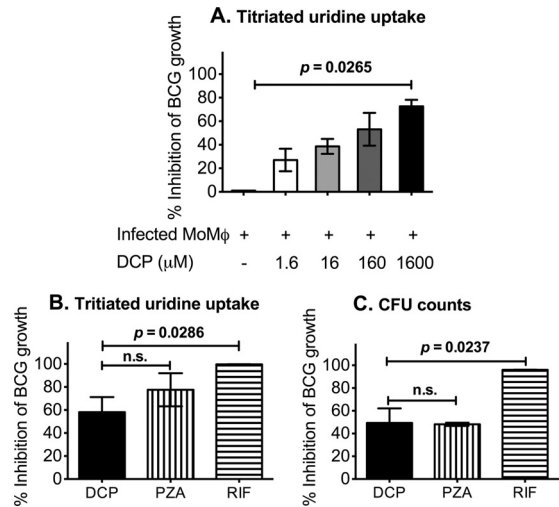 A. Titriated uridine uptake
p = 0.0265
% Inhibition of BCG growth
100
80
60
40
20
0
Infected MoMϕ + + + + +
DCP (μM) - 1.6 16 160 1600
B. Tritiated uridine uptake
p = 0.0286
n.s.
% Inhibition of BCG growth
100
80
60
40
20
0
DCP PZA RIF
C. CFU counts
p = 0.0237
n.s.
% Inhibition of BCG growth
100
80
60
40
20
0
DCP PZA RIF